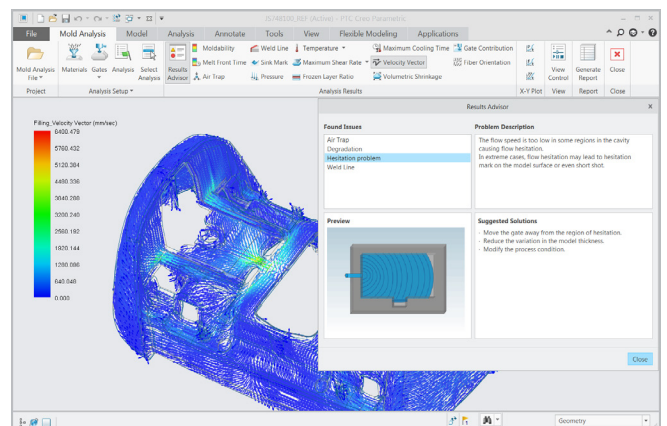 ISPARE00_REF (Active) - PTC Creo Parametric
File Mold Analysis Model Analysis Annotate Tools View Flexible Modeling Applications
Mold Analysis File
Materials Gates Analysis Select Analysis
Results Advisor
Moldability Weld Line Temperature Maximum Cooling Time Gate Contribution
Melt Front Time Sink Mark Maximum Shear Rate Velocity Vector Fiber Orientation
Air Trap Pressure Frozen Layer Ratio Volumetric Shrinkage
View Control
Generate Report
Close
Project Analysis Setup Analysis Results X-Y Plot View Report Close
Results Advisor
Filling_Velocity Vector (mm/sec)
6400.479
5760.432
5120.384
4480.336
3840.288
3200.240
2560.192
1920.144
1280.096
640.048
0.000
Found Issues
Air Trap
Degradation
Hesitation problem
Weld Line
Problem Description
The flow speed is too low in some regions in the cavity
causing flow hesitation.
In extreme cases, flow hesitation may lead to hesitation
mark on the model surface or even short shot.
Preview
Suggested Solutions
- Move the gate away from the region of hesitation.
- Reduce the variation in the model thickness.
- Modify the process condition.
Close
Geometry